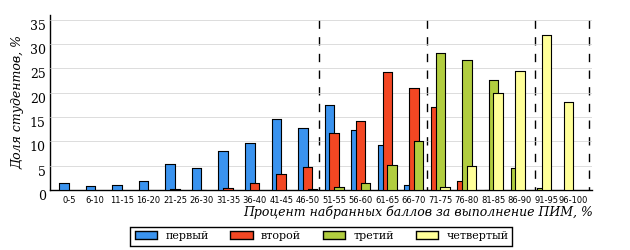 Доля студентов, %
35
30
25
20
15
10
5
0
0-5 6-10 11-15 16-20 21-25 26-30 31-35 36-40 41-45 46-50 51-55 56-60 61-65 66-70 71-75 76-80 81-85 86-90 91-95 96-100
Процент набранных баллов за выполнение ПИМ, %
первый второй третий четвертый